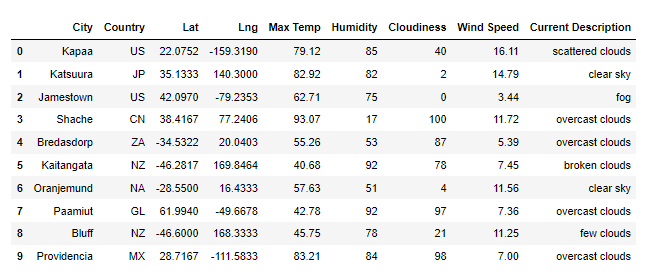 City Country Lat Lng Max Temp Humidity Cloudiness Wind Speed Current Description
0 Kapaa US 22.0752 -159.3190 79.12 85 40 16.11 scattered clouds
1 Katsuura JP 35.1333 140.3000 82.92 82 2 14.79 clear sky
2 Jamestown US 42.0970 -79.2353 62.71 75 0 3.44 fog
3 Shache CN 38.4167 77.2406 93.07 17 100 11.72 overcast clouds
4 Bredasdorp ZA -34.5322 20.0403 55.26 53 87 5.39 overcast clouds
5 Kaitangata NZ -46.2817 169.8464 40.68 92 78 7.45 broken clouds
6 Oranjemund NA -28.5500 16.4333 57.63 51 4 11.56 clear sky
7 Paamiut GL 61.9940 -49.6678 42.78 92 97 7.36 overcast clouds
8 Bluff NZ -46.6000 168.3333 45.75 78 21 11.25 few clouds
9 Providencia MX 28.7167 -111.5833 83.21 84 98 7.00 overcast clouds